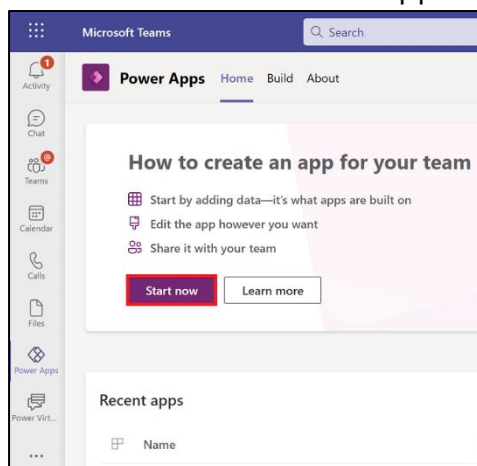 Microsoft Teams
Search
Activity
Chat
Teams
Calendar
Calls
Files
Power Apps
Power Virt...
Power Apps Home Build About
How to create an app for your team
Start by adding data—it's what apps are built on
Edit the app however you want
Share it with your team
Start now Learn more
Recent apps
Name